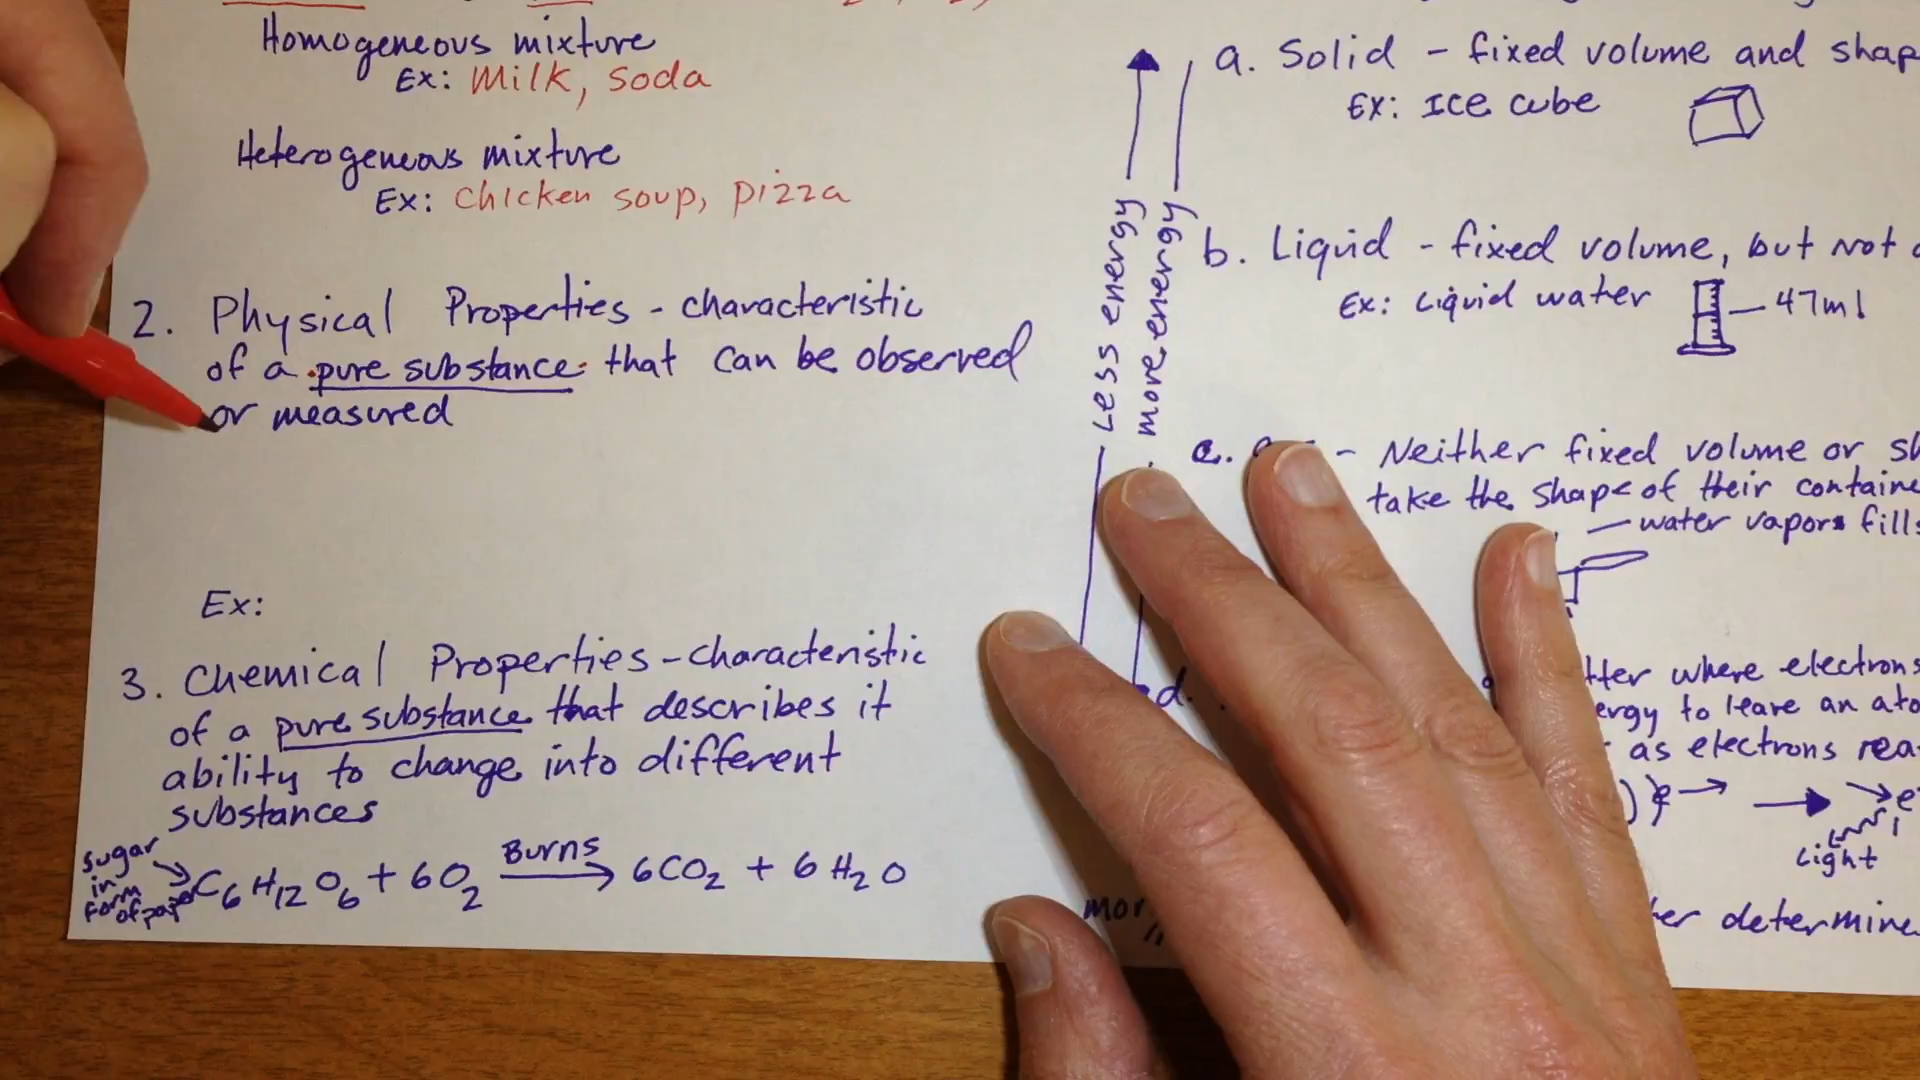 Homogeneous mixture
Ex: Milk, soda
Heterogeneous mixture
Ex: Chicken soup, pizza
2. Physical Properties - characteristic
of a pure substance that can be observed
or measured
Ex:
3. Chemical Properties - characteristic
of a pure substance that describes it
ability to change into different
substances
sugar
in
form
of paper
C6H12O6 + 6O2 Burns → 6CO2 + 6H2O
Less energy
more energy
a. Solid - fixed volume and shap
Ex: Ice cube
b. Liquid - fixed volume, but not
Ex: Liquid water
47ml
c. - Neither fixed volume or sh
take the shape of their containe
water vapors fills
d.
tter where electrons
ergy to leave an ato
as electrons rea
e
Light
mor
er determine